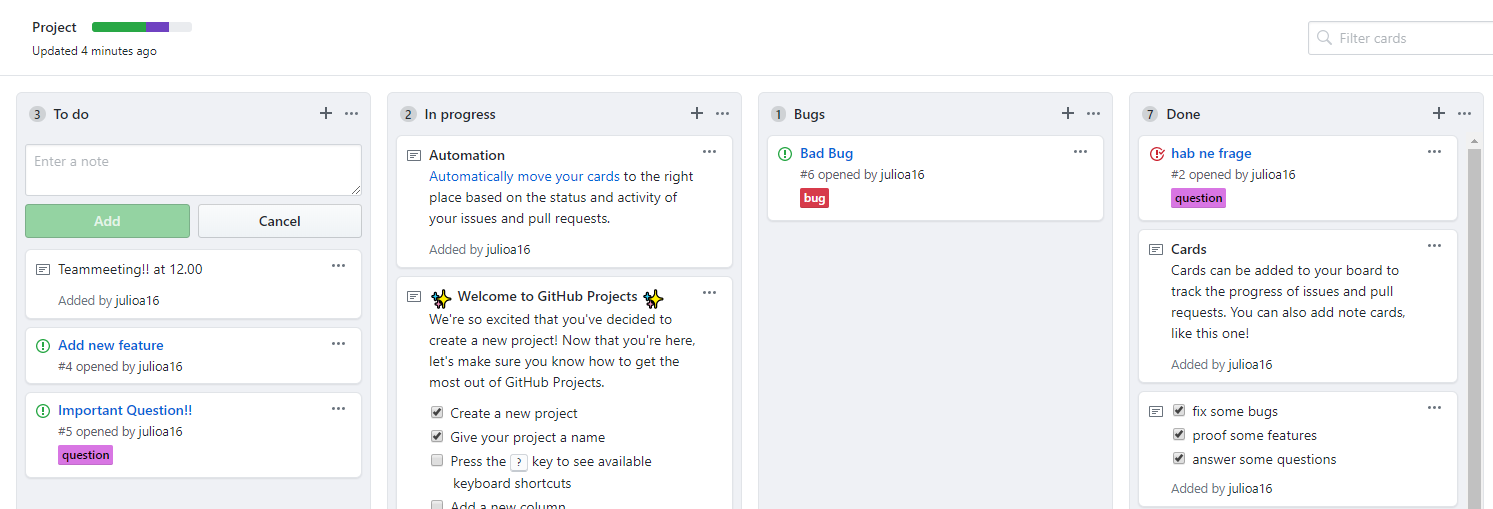 Project
Updated 4 minutes ago
Filter cards
3 To do
Enter a note
Add Cancel
Teammeeting!! at 12.00
Added by julioa16
Add new feature
#4 opened by julioa16
Important Question!!
#5 opened by julioa16
question
2 In progress
Automation
Automatically move your cards to the right
place based on the status and activity of
your issues and pull requests.
Added by julioa16
Welcome to GitHub Projects
We're so excited that you've decided to
create a new project! Now that you're here,
let's make sure you know how to get the
most out of GitHub Projects.
Create a new project
Give your project a name
Press the ? key to see available
keyboard shortcuts
Add a new column
1 Bugs
Bad Bug
#6 opened by julioa16
bug
7 Done
hab ne frage
#2 opened by julioa16
question
Cards
Cards can be added to your board to
track the progress of issues and pull
requests. You can also add note cards,
like this one!
Added by julioa16
fix some bugs
proof some features
answer some questions
Added by julioa16